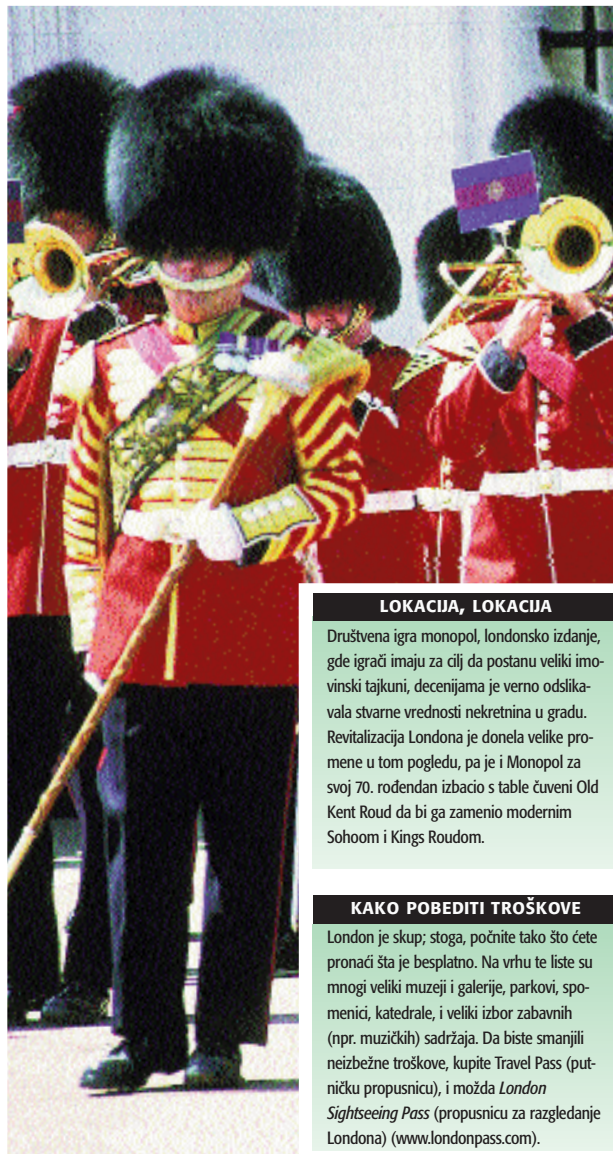 LOKACIJA, LOKACIJA
Društvena igra monopol, londonsko izdanje,
gde igrači imaju za cilj da postanu veliki imo-
vinski tajkuni, decenijama je verno odslika-
vala stvarne vrednosti nekretnina u gradu.
Revitalizacija Londona je donela velike pro-
mene u tom pogledu, pa je i Monopol za
svoj 70. rođendan izbacio s table čuveni Old
Kent Roud da bi ga zamenio modernim
Sohoom i Kings Roudom.
KAKO POBEDITI TROŠKOVE
London je skup; stoga, počnite tako što ćete
pronaći šta je besplatno. Na vrhu te liste su
mnogi veliki muzeji i galerije, parkovi, spo-
menici, katedrale, i veliki izbor zabavnih
(npr. muzičkih) sadržaja. Da biste smanjili
neizbežne troškove, kupite Travel Pass (put-
ničku propusnicu), i možda London
Sightseeing Pass (propusnicu za razgledanje
Londona) (www.londonpass.com).